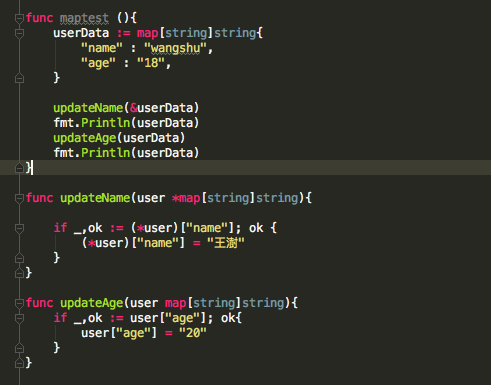 func maptest (){
    userData := map[string]string{
        "name" : "wangshu",
        "age" : "18",
    }
    updateName(&userData)
    fmt.Println(userData)
    updateAge(userData)
    fmt.Println(userData)
}
func updateName(user *map[string]string){
    if _,ok := (*user)["name"]; ok {
        (*user)["name"] = "王澍"
    }
}
func updateAge(user map[string]string){
    if _,ok := user["age"]; ok{
        user["age"] = "20"
    }
}